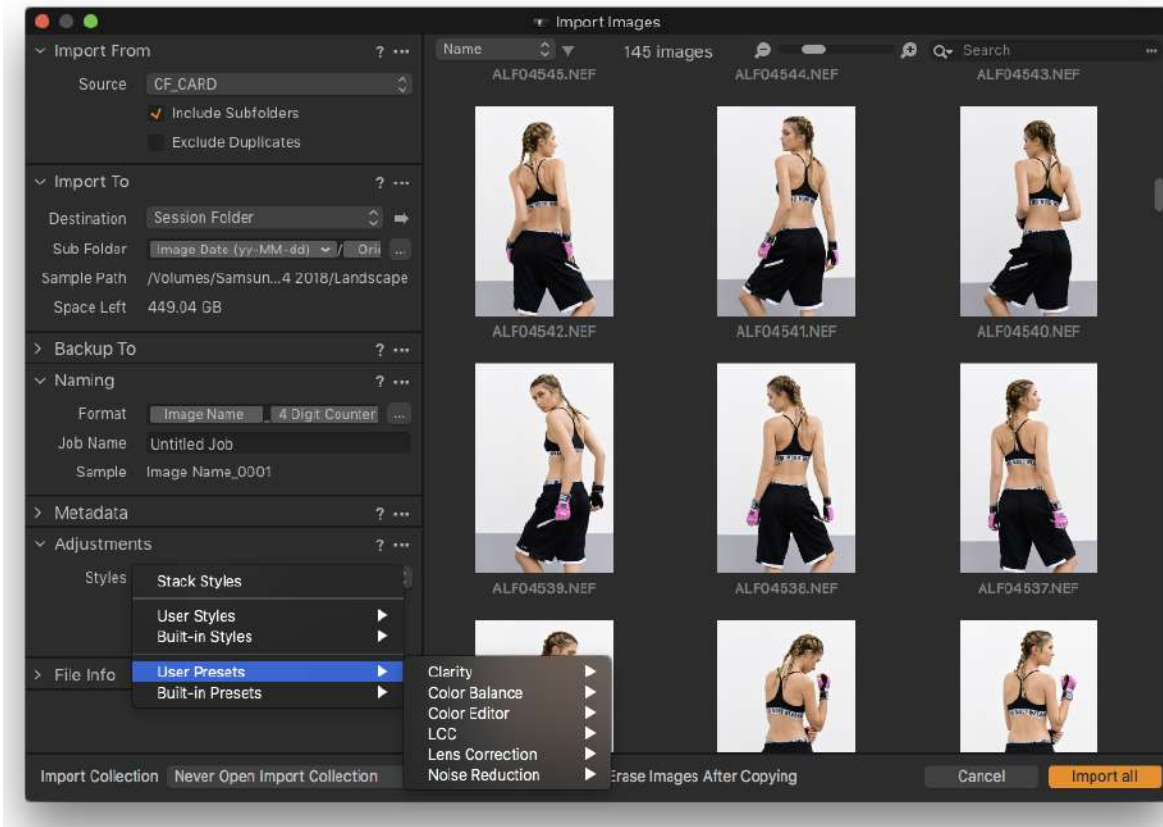 Import Images
Import From ? ...
Source CF_CARD
Include Subfolders
Exclude Duplicates
Import To ? ...
Destination Session Folder
Sub Folder Image Date (yy-MM-dd) / Ori ...
Sample Path /Volumes/Samsun...4 2018/Landscape
Space Left 449.04 GB
Backup To ? ...
Naming ? ...
Format Image Name _ 4 Digit Counter ...
Job Name Untitled Job
Sample Image Name_0001
Metadata ? ...
Adjustments ? ...
Styles
Stack Styles
User Styles
Built-in Styles
User Presets
Built-in Presets
File Info
Clarity
Color Balance
Color Editor
LCC
Lens Correction
Noise Reduction
Name 145 images Search ...
ALF04545.NEF ALF04544.NEF ALF04543.NEF
ALF04542.NEF ALF04541.NEF ALF04540.NEF
ALF04539.NEF ALF04538.NEF ALF04537.NEF
Import Collection Never Open Import Collection Erase Images After Copying Cancel Import all